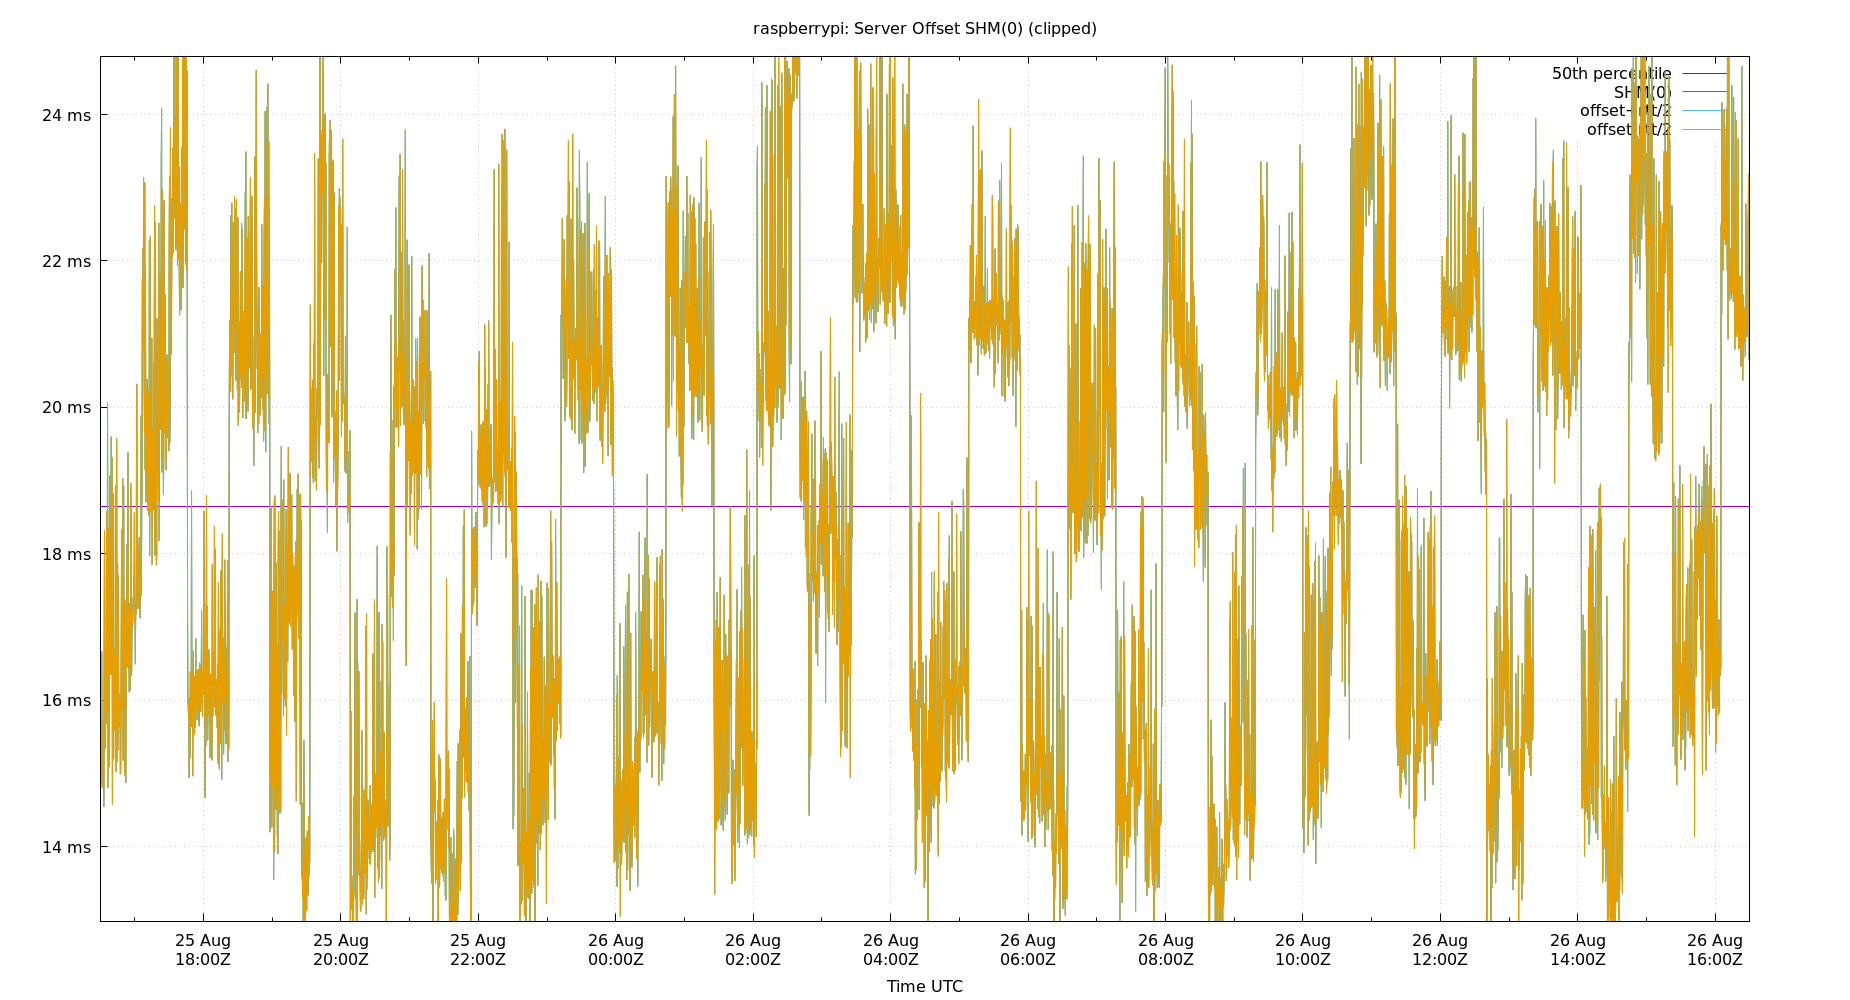 raspberrypi: Server Offset SHM(0) (clipped)
50th percentile
SHM(0)
offset-rtt/2
24 ms
22 ms
20 ms
18 ms
16 ms
14 ms
25 Aug 25 Aug 25 Aug 26 Aug 26 Aug 26 Aug 26 Aug 26 Aug 26 Aug 26 Aug 26 Aug 26 Aug
18:00Z 20:00Z 22:00Z 00:00Z 02:00Z 04:00Z 06:00Z 08:00Z 10:00Z 12:00Z 14:00Z 16:00Z
Time UTC